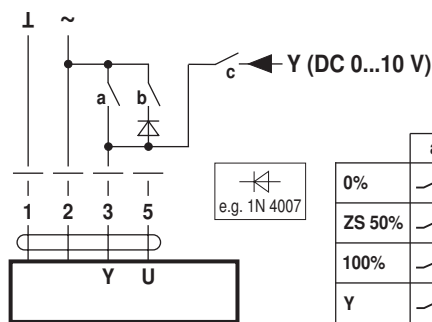 ⊥ ~
a b c Y (DC 0...10 V)
e.g. 1N 4007
1 2 3 5
Y U
a
0%
ZS 50%
100%
Y